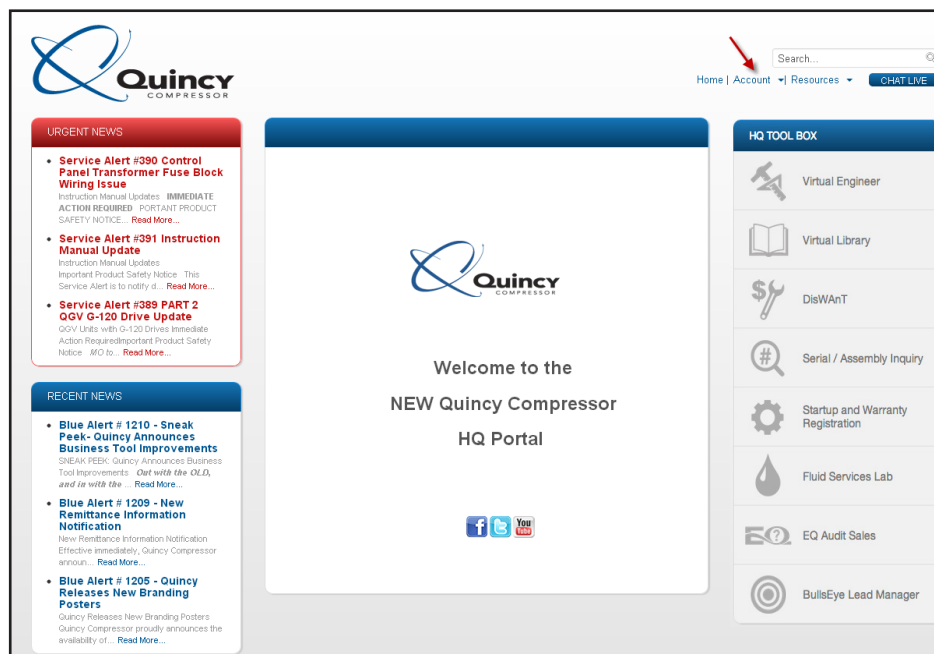 Quincy
COMPRESSOR
Search...
Home | Account | Resources
CHAT LIVE
URGENT NEWS
Service Alert #390 Control
Panel Transformer Fuse Block
Wiring Issue
Instruction Manual Updates IMMEDIATE
ACTION REQUIRED PORTANT PRODUCT
SAFETY NOTICE... Read More...
Service Alert #391 Instruction
Manual Update
Instruction Manual Updates
Important Product Safety Notice This
Service Alert is to notify d... Read More...
Service Alert #389 PART 2
QGV G-120 Drive Update
QGV Units with G-120 Drives Immediate
Action RequiredImportant Product Safety
Notice MO to... Read More...
RECENT NEWS
Blue Alert # 1210 - Sneak
Peek- Quincy Announces
Business Tool Improvements
SNEAK PEEK: Quincy Announces Business
Tool Improvements Out with the OLD,
and in with the ... Read More...
Blue Alert # 1209 - New
Remittance Information
Notification
New Remittance Information Notification
Effective immediately, Quincy Compressor
announ... Read More...
Blue Alert # 1205 - Quincy
Releases New Branding
Posters
Quincy Releases New Branding Posters
Quincy Compressor proudly announces the
availability of... Read More...
Quincy
COMPRESSOR
Welcome to the
NEW Quincy Compressor
HQ Portal
f
You
Tube
HQ TOOL BOX
Virtual Engineer
Virtual Library
$
DisWAnT
#
Serial / Assembly Inquiry
Startup and Warranty
Registration
Fluid Services Lab
EQ ?
EQ Audit Sales
BullsEye Lead Manager